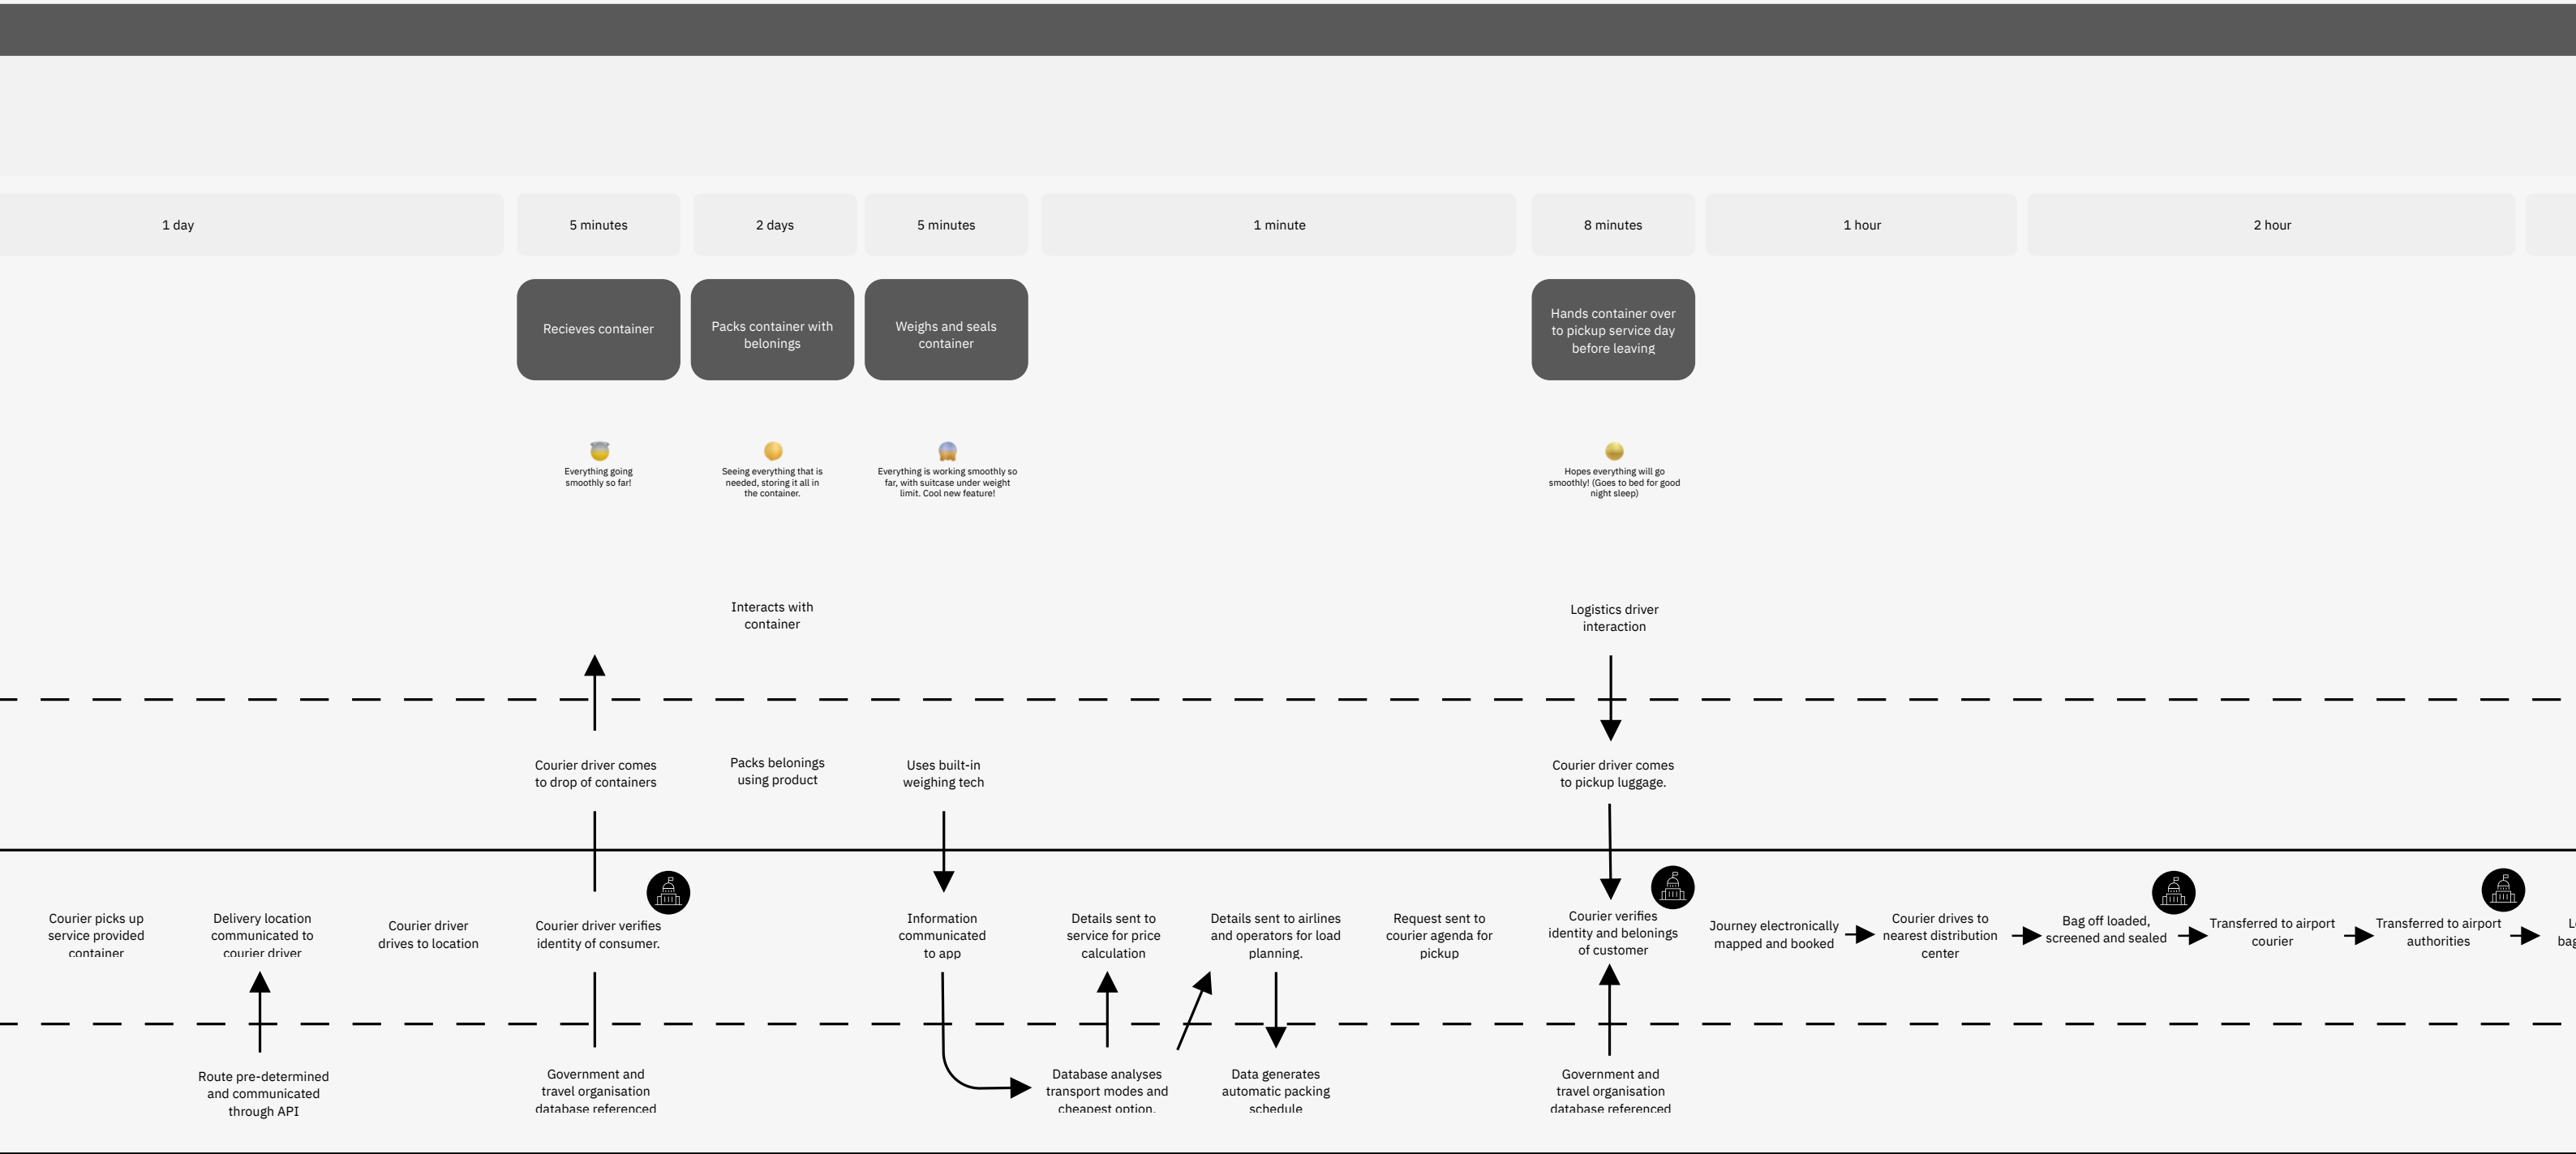 1 day
5 minutes
2 days
5 minutes
1 minute
8 minutes
1 hour
2 hour
Recieves container
Packs container with
belonings
Weighs and seals
container
Hands container over
to pickup service day
before leaving
Everything going
smoothly so far!
Seeing everything that is
needed, storing it all in
the container.
Everything is working smoothly so
far, with suitcase under weight
limit. Cool new feature!
Hopes everything will go
smoothly! (Goes to bed for good
night sleep)
Interacts with
container
Logistics driver
interaction
Courier driver comes
to drop of containers
Packs belonings
using product
Uses built-in
weighing tech
Courier driver comes
to pickup luggage.
Courier picks up
service provided
container
Delivery location
communicated to
courier driver
Courier driver
drives to location
Courier driver verifies
identity of consumer.
Information
communicated
to app
Details sent to
service for price
calculation
Details sent to airlines
and operators for load
planning.
Request sent to
courier agenda for
pickup
Courier verifies
identity and belonings
of customer
Journey electronically
mapped and booked
Courier drives to
nearest distribution
center
Bag off loaded,
screened and sealed
Transferred to airport
courier
Transferred to airport
authorities
Route pre-determined
and communicated
through API
Government and
travel organisation
database referenced
Database analyses
transport modes and
cheapest option.
Data generates
automatic packing
schedule
Government and
travel organisation
database referenced